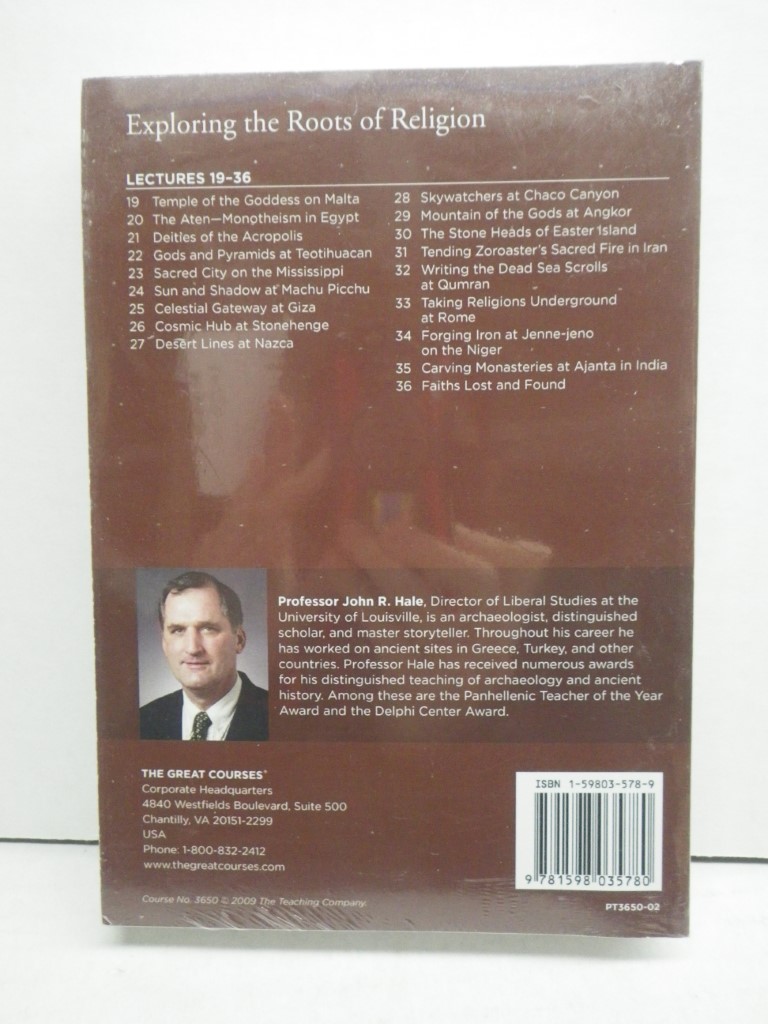 Exploring the Roots of Religion
LECTURES 19–36
19 Temple of the Goddess on Malta
20 The Aten—Monotheism in Egypt
21 Deities of the Acropolis
22 Gods and Pyramids at Teotihuacan
23 Sacred City on the Mississippi
24 Sun and Shadow at Machu Picchu
25 Celestial Gateway at Giza
26 Cosmic Hub at Stonehenge
27 Desert Lines at Nazca
28 Skywatchers at Chaco Canyon
29 Mountain of the Gods at Angkor
30 The Stone Heads of Easter Island
31 Tending Zoroaster's Sacred Fire in Iran
32 Writing the Dead Sea Scrolls
at Qumran
33 Taking Religions Underground
at Rome
34 Forging Iron at Jenne-jeno
on the Niger
35 Carving Monasteries at Ajanta in India
36 Faiths Lost and Found
Professor John R. Hale, Director of Liberal Studies at the
University of Louisville, is an archaeologist, distinguished
scholar, and master storyteller. Throughout his career he
has worked on ancient sites in Greece, Turkey, and other
countries. Professor Hale has received numerous awards
for his distinguished teaching of archaeology and ancient
history. Among these are the Panhellenic Teacher of the Year
Award and the Delphi Center Award.
THE GREAT COURSES®
Corporate Headquarters
4840 Westfields Boulevard, Suite 500
Chantilly, VA 20151-2299
USA
Phone: 1-800-832-2412
www.thegreatcourses.com
Course No. 3650 © 2009 The Teaching Company.
ISBN 1-59803-578-9
9 781598 035780
PT3650-02